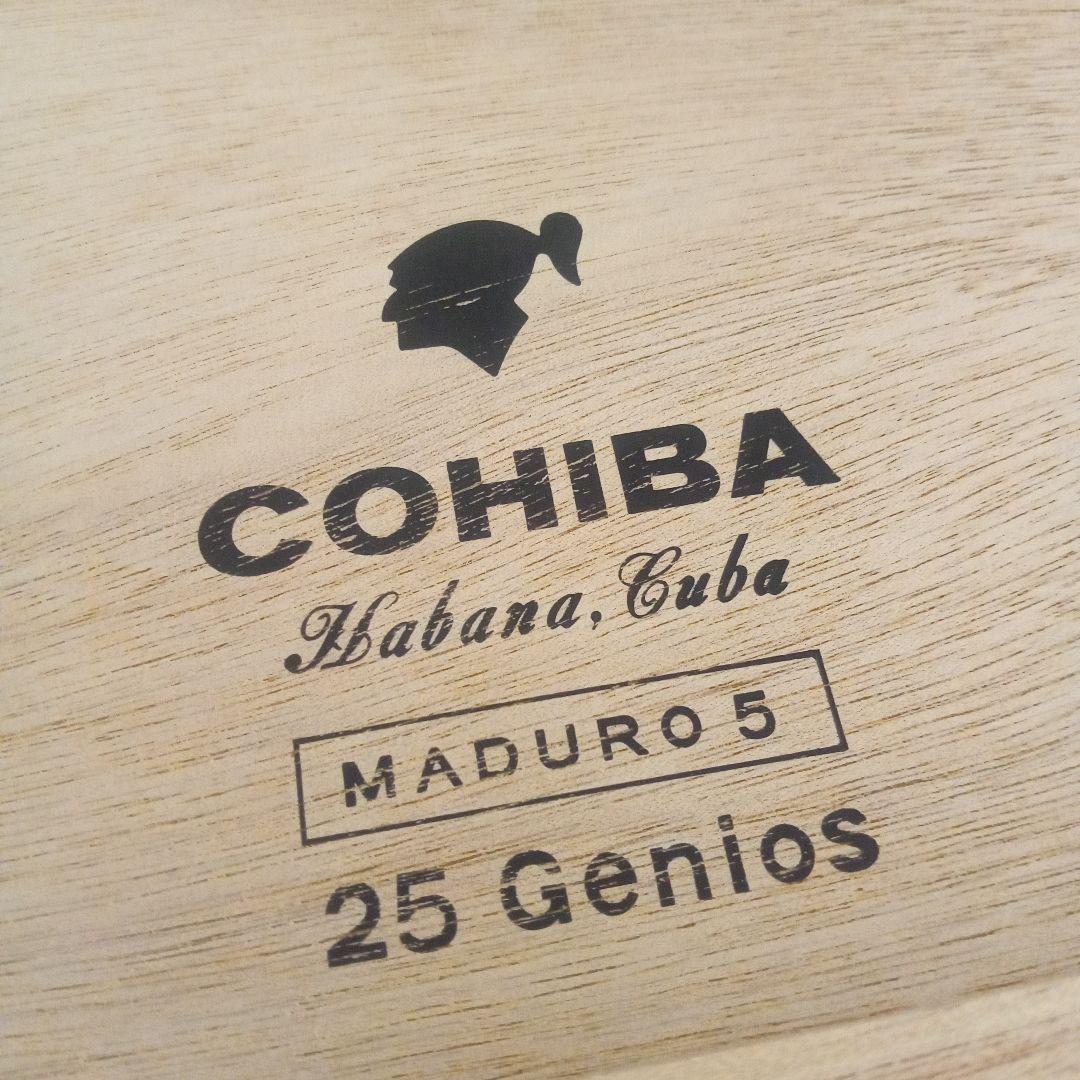 COHIBA
Habana, Cuba
MADURO 5
25 Genios